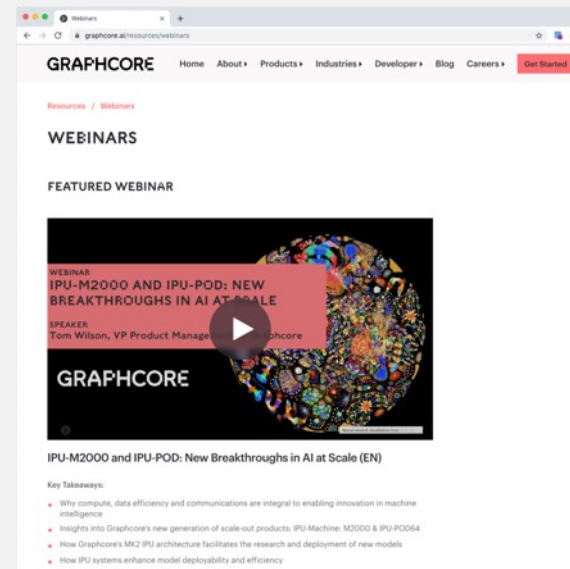 Webinars
graphcore.ai/resources/webinars
GRAPHCORE Home About Products Industries Developer Blog Careers Get Started
Resources / Webinars
WEBINARS
FEATURED WEBINAR
WEBINAR
IPU-M2000 AND IPU-POD: NEW
BREAKTHROUGHS IN AI AT SCALE
SPEAKER
Tom Wilson, VP Product
GRAPHCORE
IPU-M2000 and IPU-POD: New Breakthroughs in AI at Scale (EN)
Key Takeaways:
Why compute, data efficiency and communications are integral to enabling innovation in machine
intelligence
Insights into Graphcore's new generation of scale-out products: IPU-Machine: M2000 & IPU-POD64
How Graphcore's MK2 IPU architecture facilitates the research and deployment of new models
How IPU systems enhance model deployability and efficiency